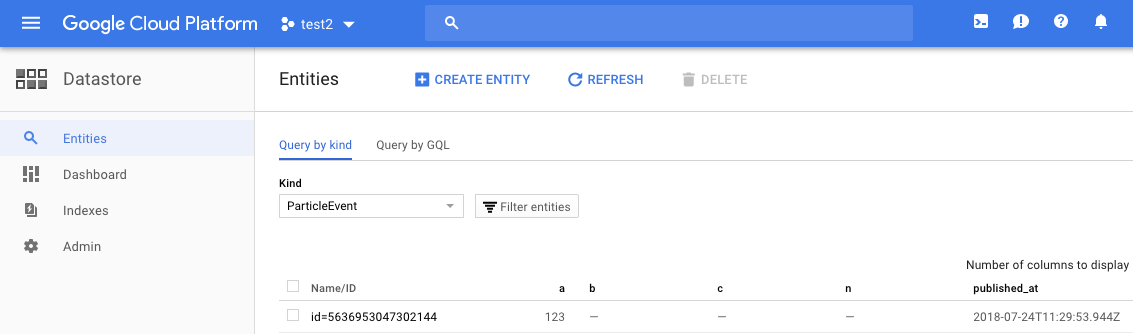 Google Cloud Platform test2
Datastore
Entities CREATE ENTITY REFRESH DELETE
Entities
Dashboard
Indexes
Admin
Query by kind Query by GQL
Kind
ParticleEvent Filter entities
Number of columns to display
Name/ID a b c n published_at
id=5636953047302144 123 — — — 2018-07-24T11:29:53.944Z